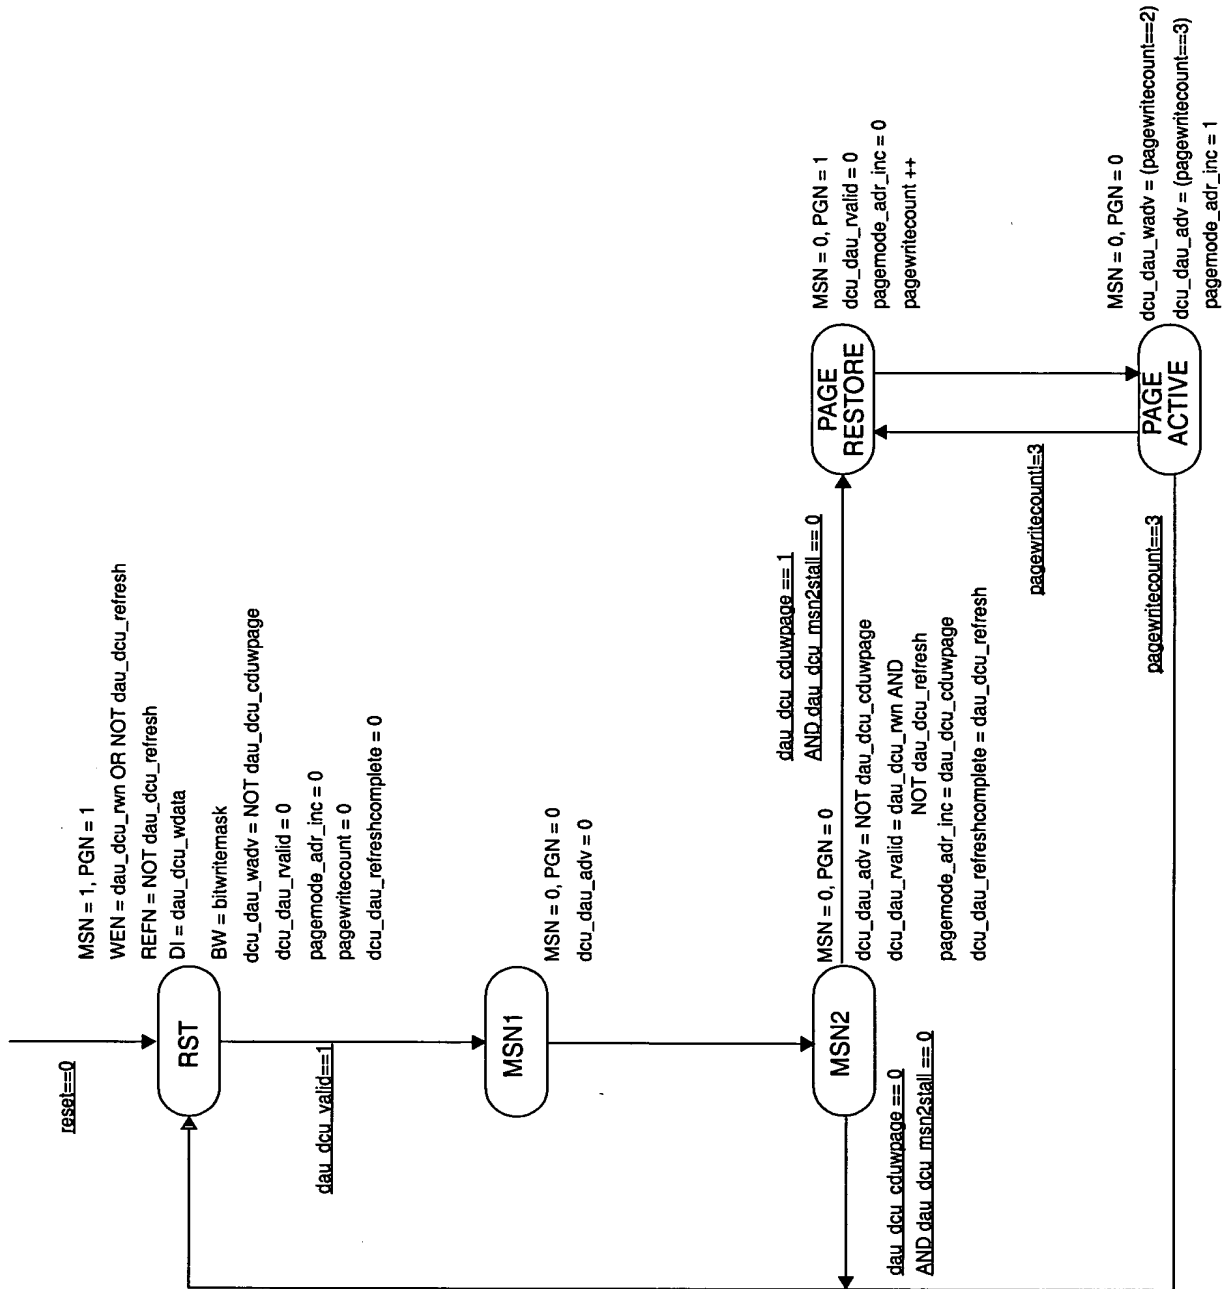 reset==0
RST
MSN = 1, PGN = 1
WEN = dau_dcu_rwn OR NOT dau_dcu_refresh
REFN = NOT dau_dcu_refresh
DI = dau_dcu_wdata
BW = bitwritemask
dcu_dau_wadv = NOT dau_dcu_cduwpage
dcu_dau_rvalid = 0
pagemode_adr_inc = 0
pagewritecount = 0
dcu_dau_refreshcomplete = 0
dau_dcu_valid==1
MSN1
MSN = 0, PGN = 0
dcu_dau_adv = 0
MSN2
MSN = 0, PGN = 0
dcu_dau_adv = NOT dau_dcu_cduwpage
dcu_dau_rvalid = dau_dcu_rwn AND
NOT dau_dcu_refresh
pagemode_adr_inc = dau_dcu_cduwpage
dcu_dau_refreshcomplete = dau_dcu_refresh
dau_dcu_cduwpage == 0
AND dau_dcu_msn2stall == 0
dau_dcu_cduwpage == 1
AND dau_dcu_msn2stall == 0
PAGE
RESTORE
MSN = 0, PGN = 1
dcu_dau_rvalid = 0
pagemode_adr_inc = 0
pagewritecount ++
pagewritecount!=3
pagewritecount==3
PAGE
ACTIVE
MSN = 0, PGN = 0
dcu_dau_wadv = (pagewritecount==2)
dcu_dau_adv = (pagewritecount==3)
pagemode_adr_inc = 1